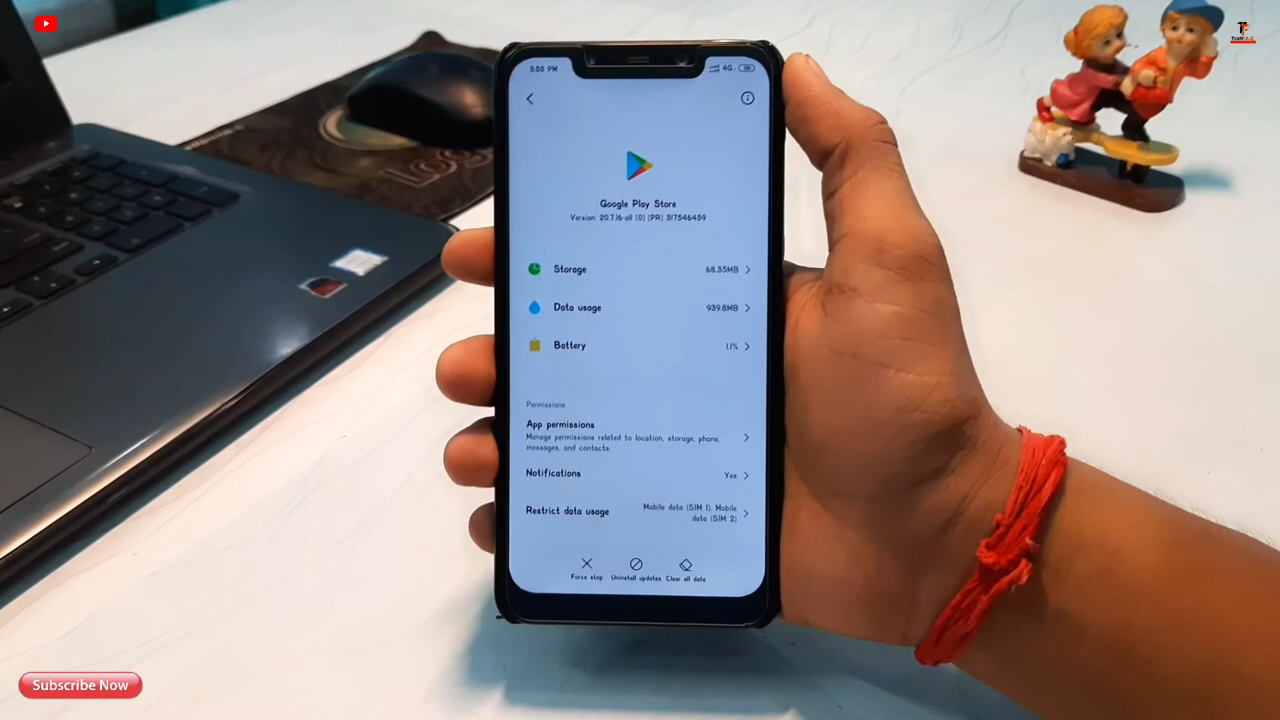 3:53 PM
4G
58
Google Play Store
Version: 20.7.16-all [0] [PR] 317546459
Storage
68.35MB
Data usage
939.8MB
Battery
1.1%
Permissions
App permissions
Manage permissions related to location, storage, phone,
messages, and contacts.
Notifications
Yes
Restrict data usage
Mobile data (SIM 1), Mobile
data (SIM 2)
Force stop
Uninstall updates
Clear all data
Subscribe Now